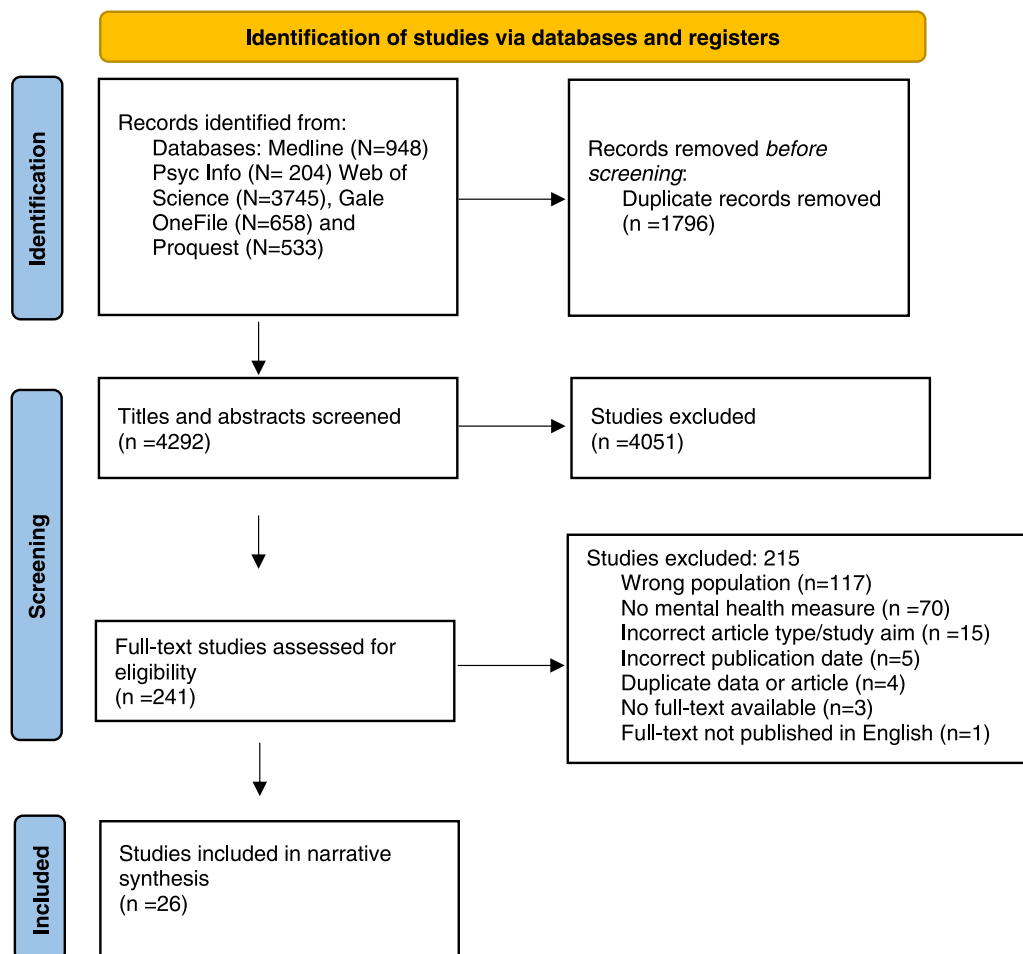 Identification of studies via databases and registers
Identification
Records identified from:
Databases: Medline (N=948)
Psyc Info (N= 204) Web of
Science (N=3745), Gale
OneFile (N=658) and
Proquest (N=533)
Records removed before
screening:
Duplicate records removed
(n =1796)
Screening
Titles and abstracts screened
(n =4292)
Studies excluded
(n =4051)
Full-text studies assessed for
eligibility
(n =241)
Studies excluded: 215
Wrong population (n=117)
No mental health measure (n =70)
Incorrect article type/study aim (n =15)
Incorrect publication date (n=5)
Duplicate data or article (n=4)
No full-text available (n=3)
Full-text not published in English (n=1)
Included
Studies included in narrative
synthesis
(n =26)